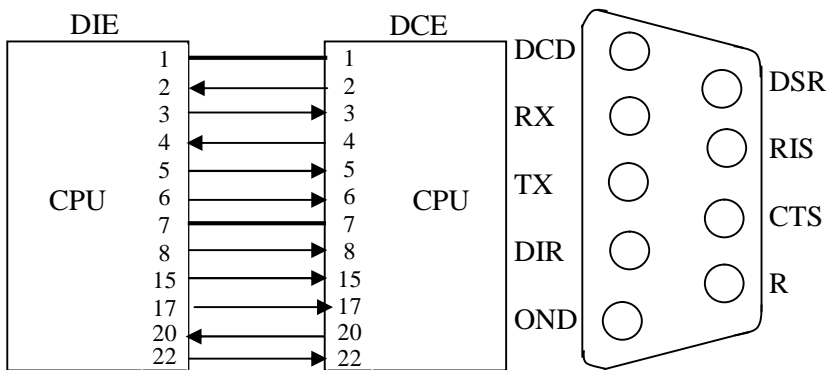 DIE
DCE
1 1
2 2
3 3
4 4
5 5
6 6
7 7
8 8
15 15
17 17
20 20
22 22
CPU
CPU
DCD
RX
TX
DIR
OND
DSR
RIS
CTS
R